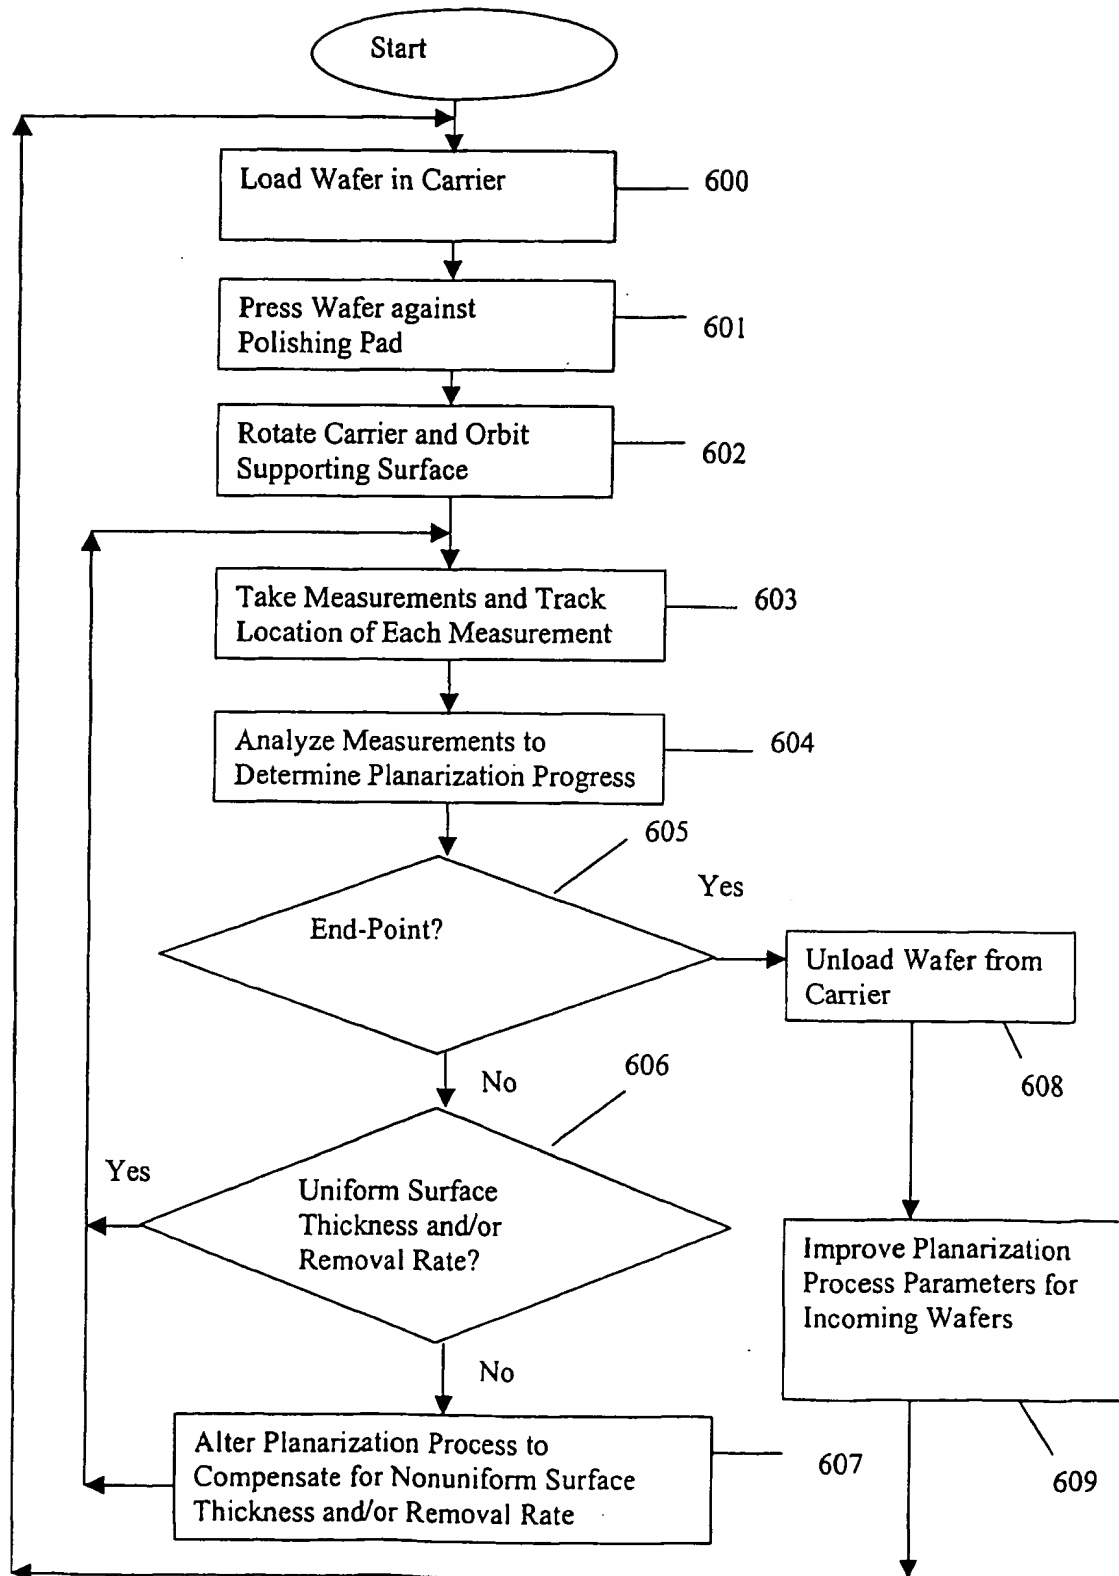 Start
Load Wafer in Carrier
600
Press Wafer against
Polishing Pad
601
Rotate Carrier and Orbit
Supporting Surface
602
Take Measurements and Track
Location of Each Measurement
603
Analyze Measurements to
Determine Planarization Progress
604
605
Yes
End-Point?
Unload Wafer from
Carrier
608
No
606
Yes
Uniform Surface
Thickness and/or
Removal Rate?
Improve Planarization
Process Parameters for
Incoming Wafers
609
No
Alter Planarization Process to
Compensate for Nonuniform Surface
Thickness and/or Removal Rate
607